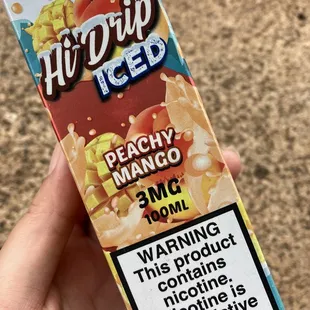 Hi-Drip
ICED
PEACHY
MANGO
3MG
100ML
WARNING
This product
contains
nicotine.